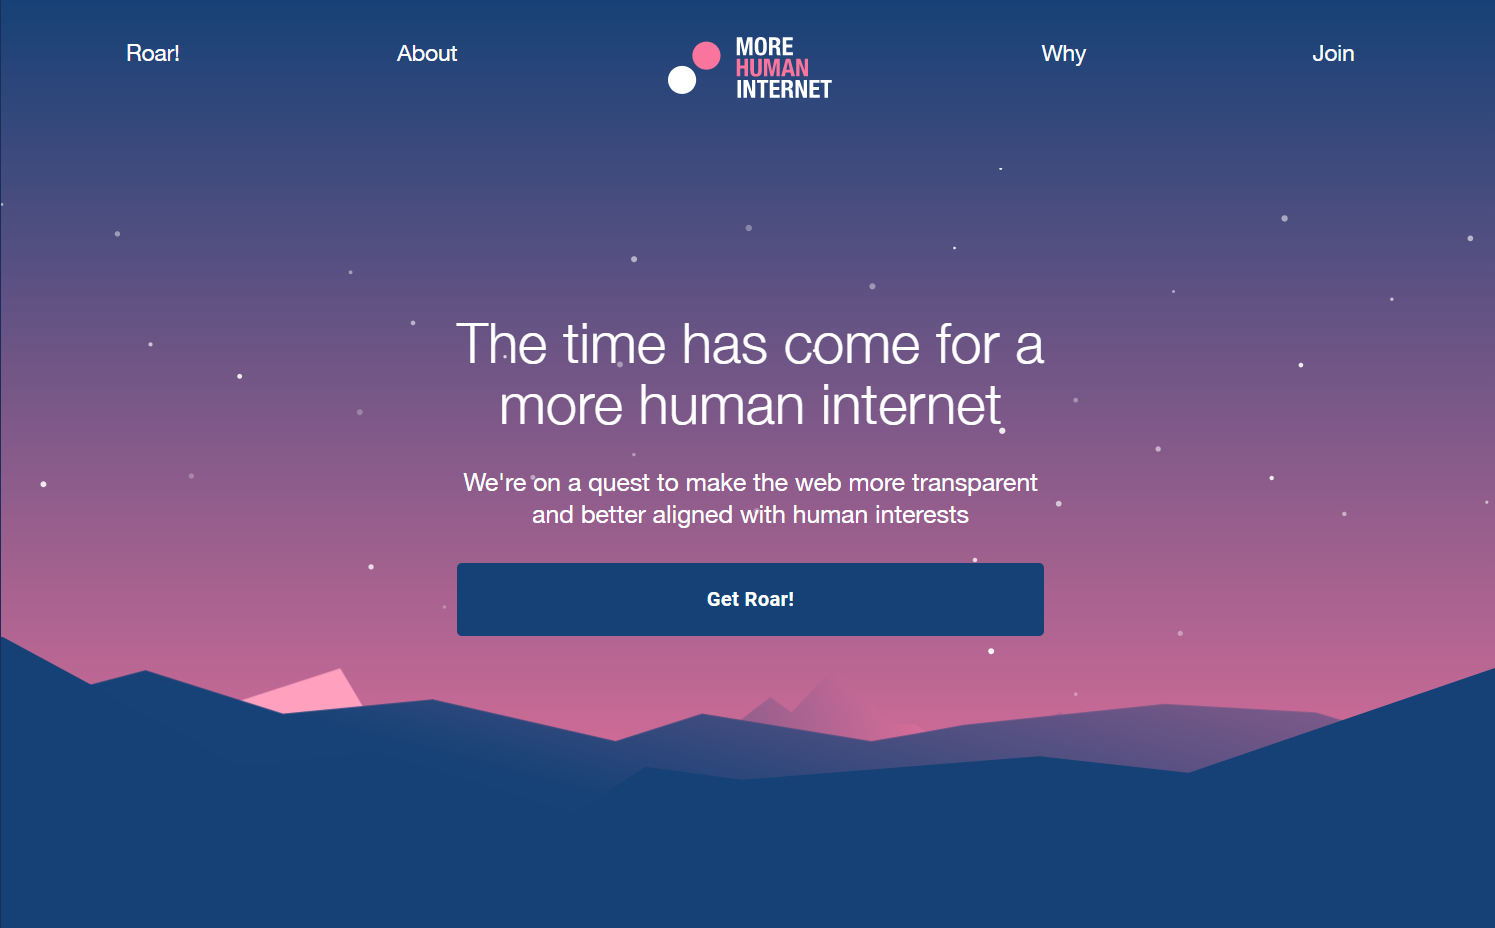 Roar!
About
MORE
HUMAN
INTERNET
Why
Join
The time has come for a
more human internet
We're on a quest to make the web more transparent
and better aligned with human interests
Get Roar!